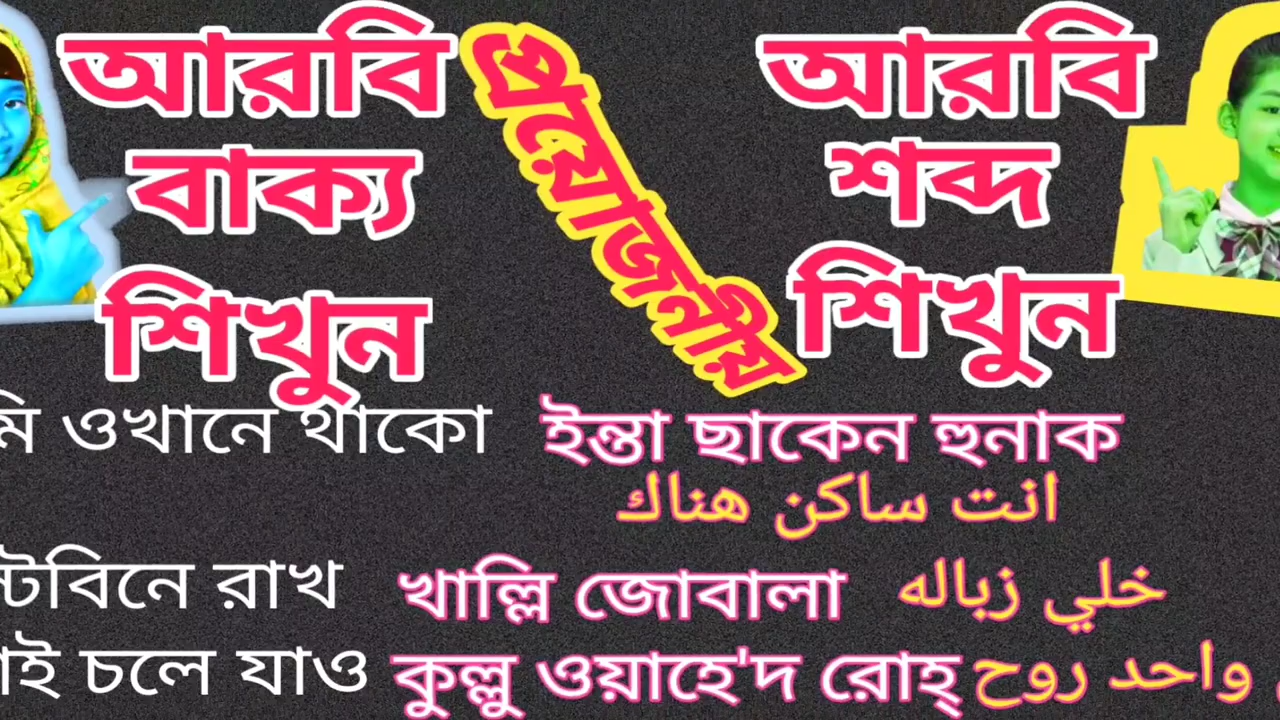 আরবি
বাক্য
শিখুন
প্রয়োজনীয়
আরবি
শব্দ
শিখুন
ওখানে থাকো
ইন্তা ছাকেন হুনাক
انت ساكن هناك
রাখ
খাল্লি জোবালা
خلي زباله
চলে যাও
কুল্লু ওয়াহে'দ রোহ্
واحد روح